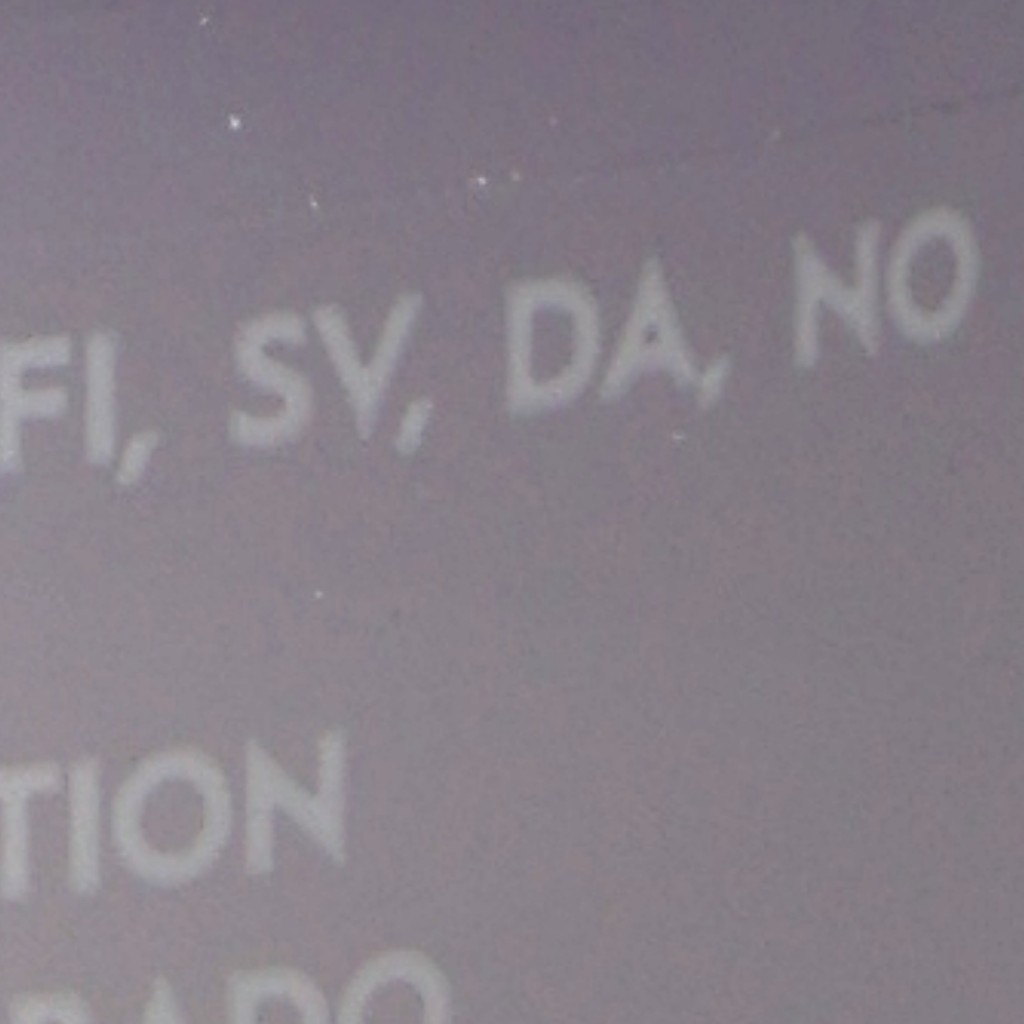 FI, SV, DA, NO
TION